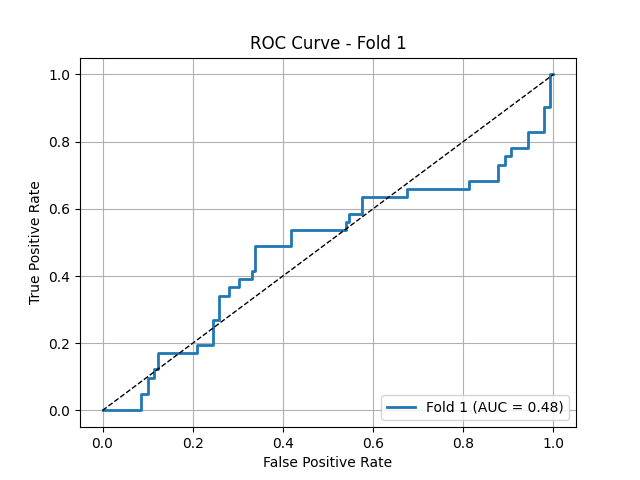 ROC Curve - Fold 1
True Positive Rate
1.0
0.8
0.6
0.4
0.2
0.0
Fold 1 (AUC = 0.48)
0.0 0.2 0.4 0.6 0.8 1.0
False Positive Rate